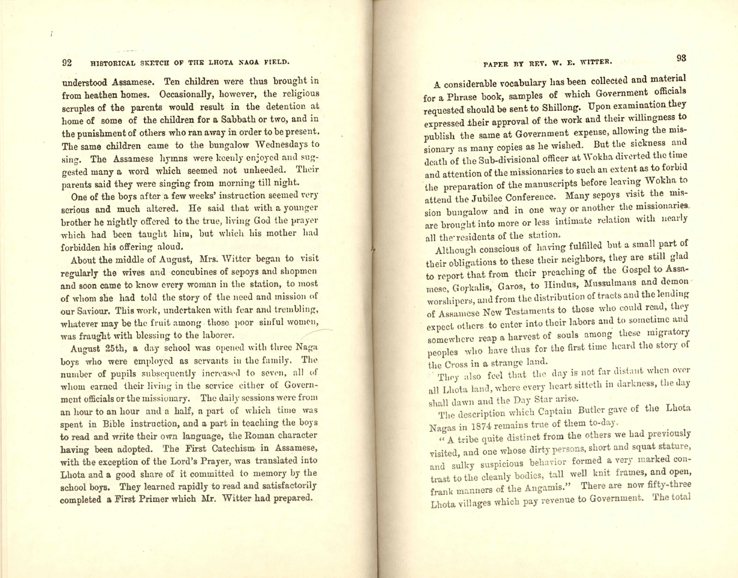 92 HISTORICAL SKETCH OF THE LHOTA NAGA FIELD.
understood Assamese. Ten children were thus brought in
from heathen homes. Occasionally, however, the religious
scruples of the parents would result in the detention at
home of some of the children for a Sabbath or two, and in
the punishment of others who ran away in order to be present.
The same children came to the bungalow Wednesdays to
sing. The Assamese hymns were keenly enjoyed and sug-
gested many a word which seemed not unheeded. Their
parents said they were singing from morning till night.
One of the boys after a few weeks' instruction seemed very
serious and much altered. He said that with a younger
brother he nightly offered to the true, living God the prayer
which had been taught him, but which his mother had
forbidden his offering aloud.
About the middle of August, Mrs. Witter began to visit
regularly the wives and concubines of sepoys and shopmen
and soon came to know every woman in the station, to most
of whom she had told the story of the need and mission of
our Saviour. This work, undertaken with fear and trembling,
whatever may be the fruit among those poor sinful women,
was fraught with blessing to the laborer.
August 25th, a day school was opened with three Naga
boys who were employed as servants in the family. The
number of pupils subsequently increased to seven, all of
whom earned their living in the service either of Govern-
ment officials or the missionary. The daily sessions were from
an hour to an hour and a half, a part of which time was
spent in Bible instruction, and a part in teaching the boys
to read and write their own language, the Roman character
having been adopted. The First Catechism in Assamese,
with the exception of the Lord's Prayer, was translated into
Lhota and a good share of it committed to memory by the
school boys. They learned rapidly to read and satisfactorily
completed a First Primer which Mr. Witter had prepared.
PAPER BY REV. W. E. WITTER. 93
A considerable vocabulary has been collected and material
for a Phrase book, samples of which Government officials
requested should be sent to Shillong. Upon examination they
expressed their approval of the work and their willingness to
publish the same at Government expense, allowing the mis-
sionary as many copies as he wished. But the sickness and
death of the Sub-divisional officer at Wokha diverted the time
and attention of the missionaries to such an extent as to forbid
the preparation of the manuscripts before leaving Wokha to
attend the Jubilee Conference. Many sepoys visit the mis-
sion bungalow and in one way or another the missionaries
are brought into more or less intimate relation with nearly
all the residents of the station.
Although conscious of having fulfilled but a small part of
their obligations to these their neighbors, they are still glad
to report that from their preaching of the Gospel to Assa-
mese, Gorkalis, Garos, to Hindus, Mussulmans and demon
worshipers, and from the distribution of tracts and the lending
of Assamese New Testaments to those who could read, they
expect others to enter into their labors and to sometime and
somewhere reap a harvest of souls among these migratory
peoples who have thus for the first time heard the story of
the Cross in a strange land.
They also feel that the day is not far distant when over
all Lhota land, where every heart sitteth in darkness, the day
shall dawn and the Day Star arise.
The description which Captain Butler gave of the Lhota
Nagas in 1874 remains true of them to-day.
"A tribe quite distinct from the others we had previously
visited, and one whose dirty persons, short and squat stature,
and sulky suspicious behavior formed a very marked con-
trast to the cleanly bodies, tall well knit frames, and open,
frank manners of the Angamis." There are now fifty-three
Lhota villages which pay revenue to Government. The total